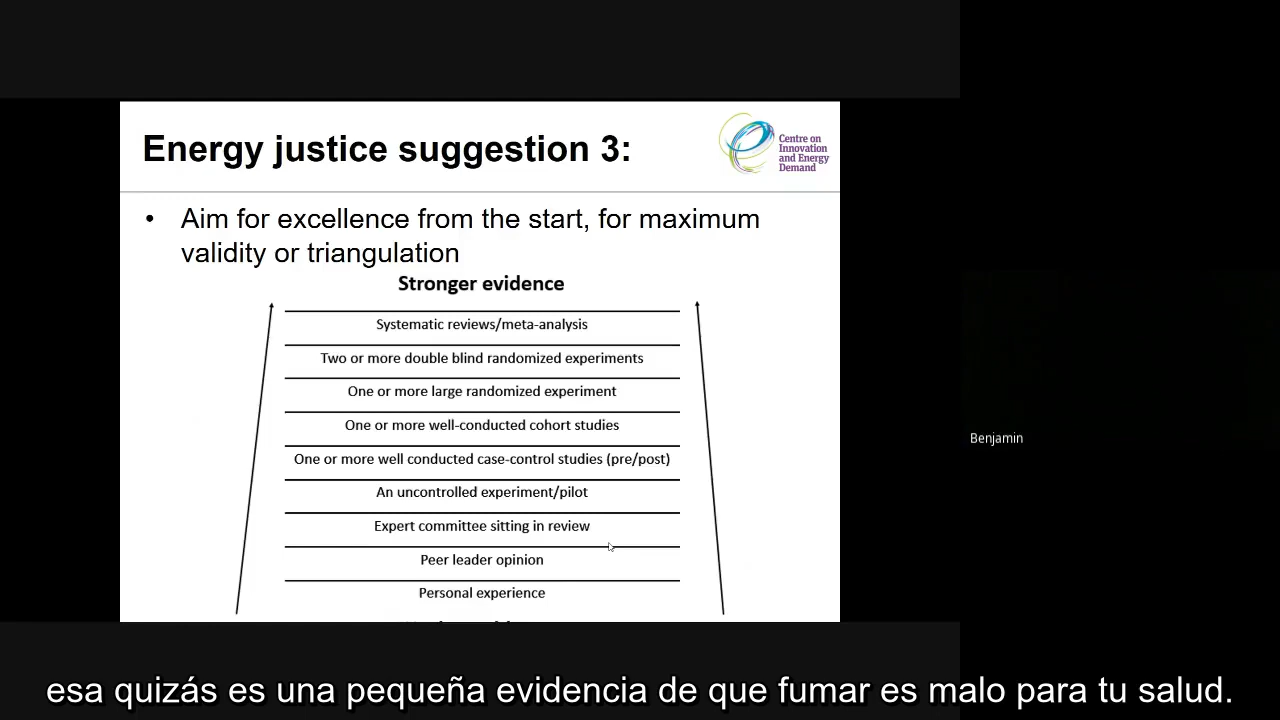 Energy justice suggestion 3:
Centre on
Innovation
and Energy
Demand
• Aim for excellence from the start, for maximum
validity or triangulation
Stronger evidence
Systematic reviews/meta-analysis
Two or more double blind randomized experiments
One or more large randomized experiment
One or more well-conducted cohort studies
One or more well conducted case-control studies (pre/post)
An uncontrolled experiment/pilot
Expert committee sitting in review
Peer leader opinion
Personal experience
Benjamin
esa quizás es una pequeña evidencia de que fumar es malo para tu salud.